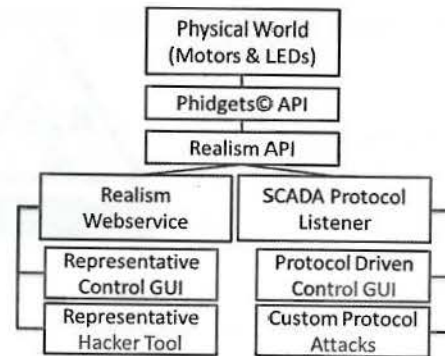 Physical World
(Motors & LEDs)
Phidgets© API
Realism API
Realism
Webservice
SCADA Protocol
Listener
Representative
Control GUI
Protocol Driven
Control GUI
Representative
Hacker Tool
Custom Protocol
Attacks